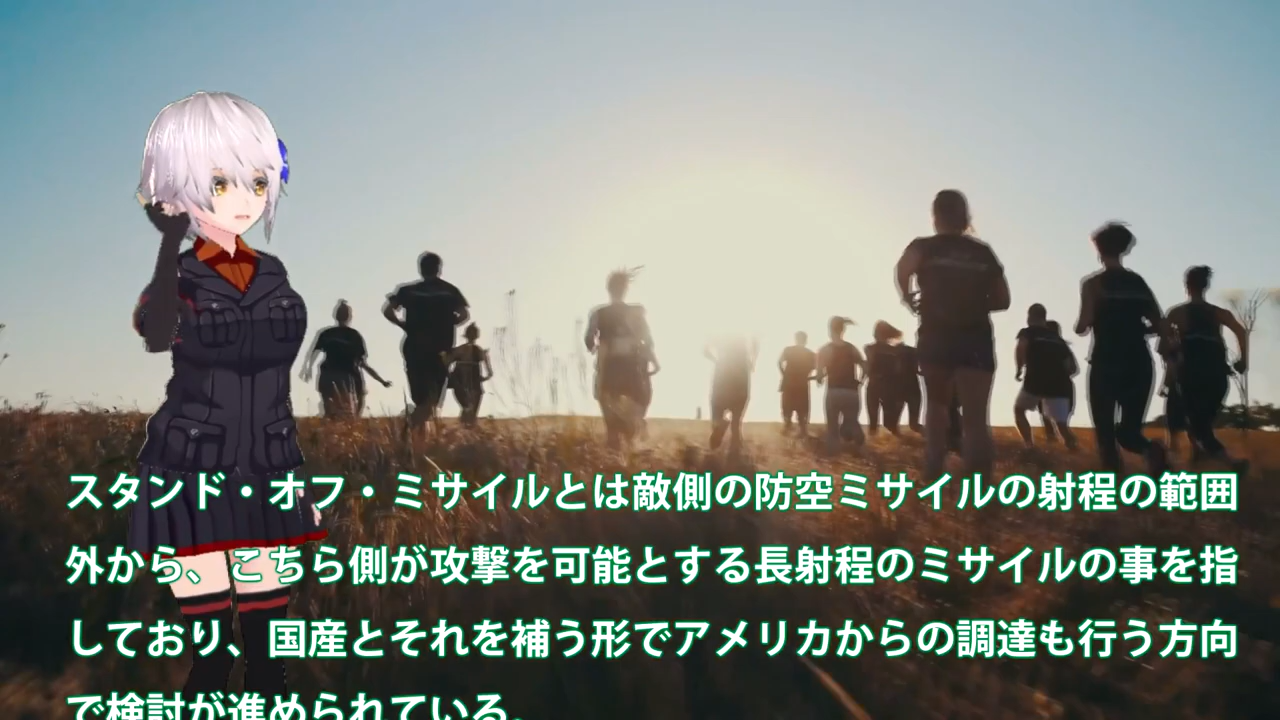 スタンド・オフ・ミサイルとは敵側の防空ミサイルの射程の範囲
外から、こちら側が攻撃を可能とする長射程のミサイルの事を指
しており、国産とそれを補う形でアメリカからの調達も行う方向
で検討が進められている。